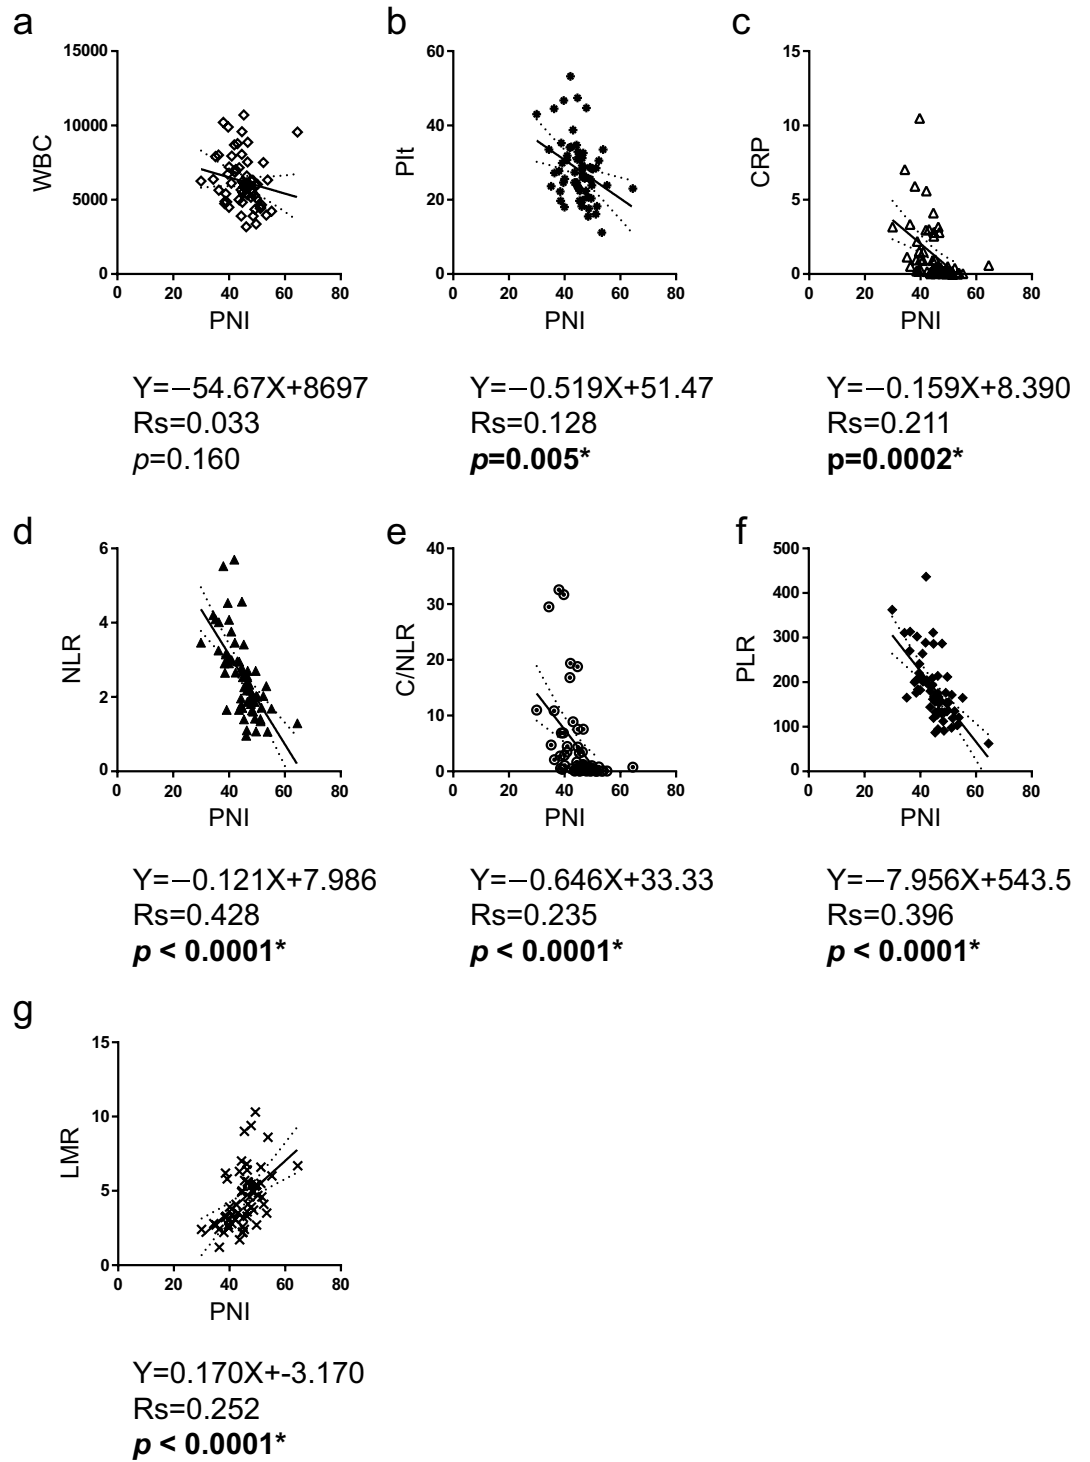 a
15000
10000
5000
0
WBC
0 20 40 60 80
PNI
Y=−54.67X+8697
Rs=0.033
p=0.160
b
60
40
20
0
Plt
0 20 40 60 80
PNI
Y=−0.519X+51.47
Rs=0.128
p=0.005*
c
15
10
5
0
CRP
0 20 40 60 80
PNI
Y=−0.159X+8.390
Rs=0.211
p=0.0002*
d
6
4
2
0
NLR
0 20 40 60 80
PNI
Y=−0.121X+7.986
Rs=0.428
p < 0.0001*
e
40
30
20
10
0
C/NLR
0 20 40 60 80
PNI
Y=−0.646X+33.33
Rs=0.235
p < 0.0001*
f
500
400
300
200
100
0
PLR
0 20 40 60 80
PNI
Y=−7.956X+543.5
Rs=0.396
p < 0.0001*
g
15
10
5
0
LMR
0 20 40 60 80
PNI
Y=0.170X+-3.170
Rs=0.252
p < 0.0001*